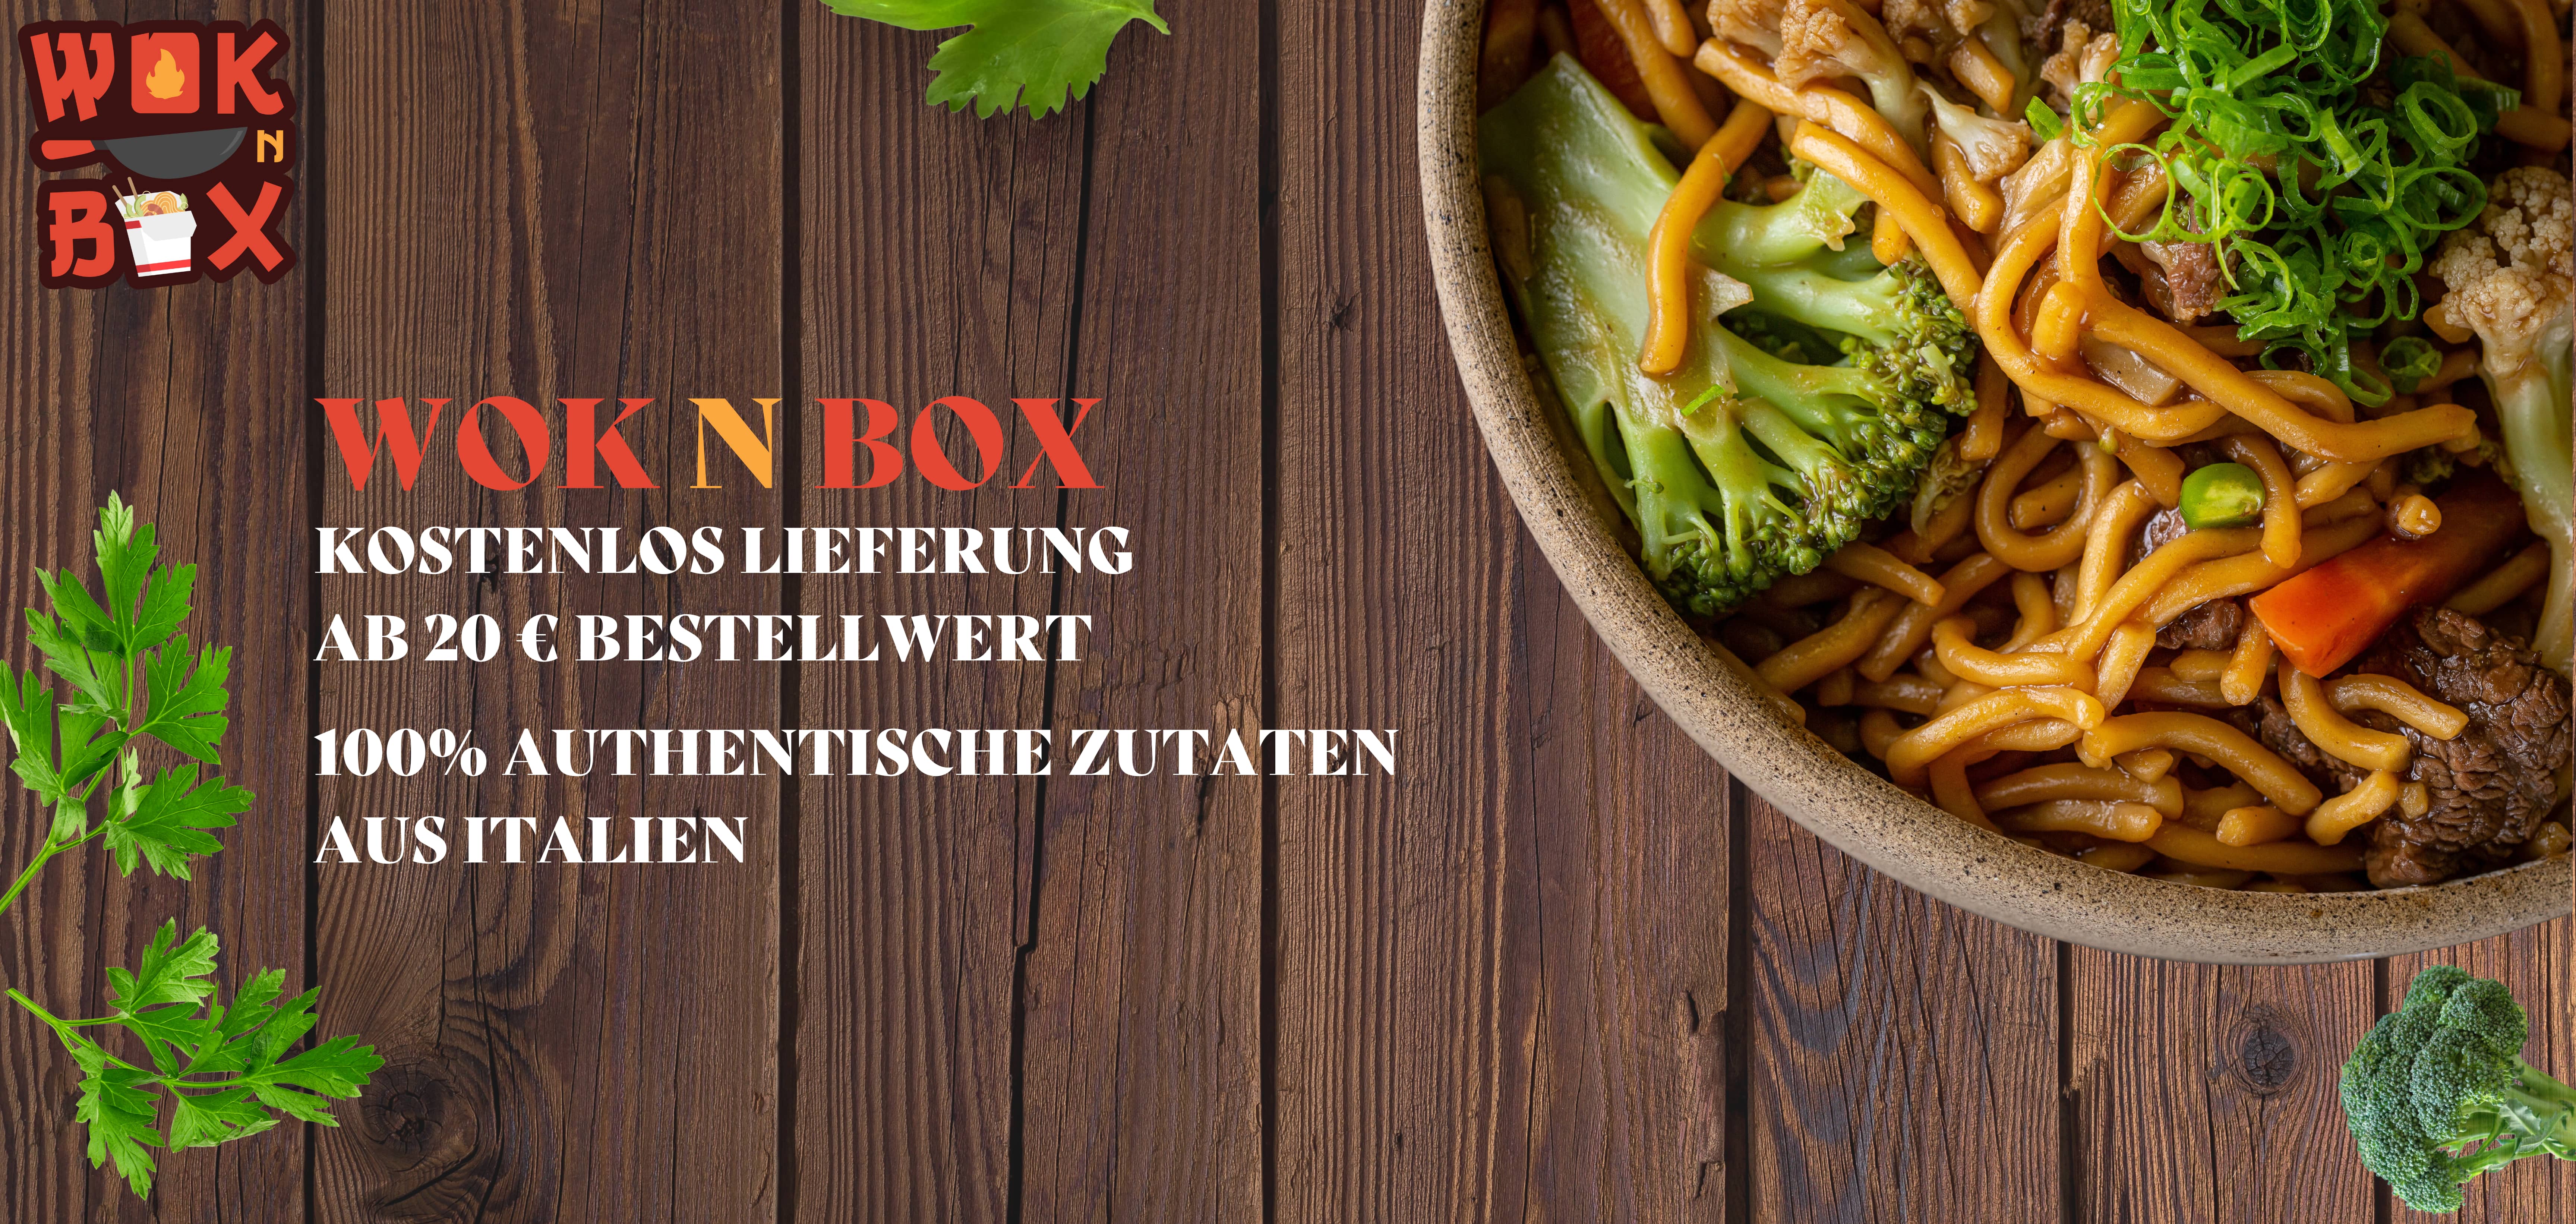 WOK
N
BOX
WOK N BOX
KOSTENLOS LIEFERUNG
AB 20 € BESTELLWERT
100% AUTHENTISCHE ZUTATEN
AUS ITALIEN